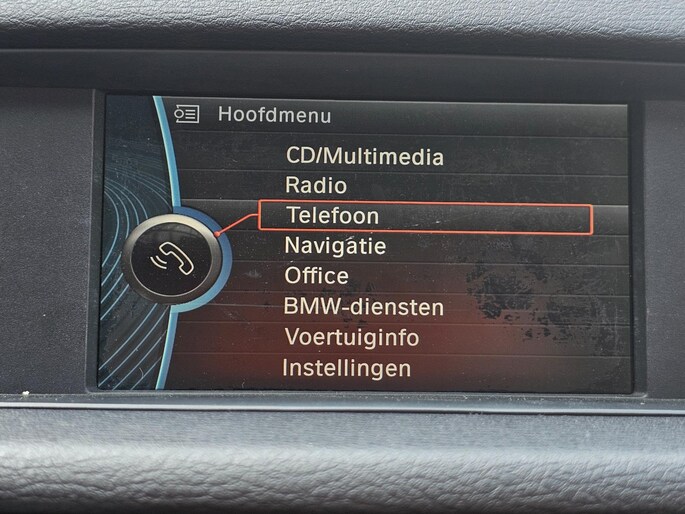 Hoofdmenu
CD/Multimedia
Radio
Telefoon
Navigatie
Office
BMW-diensten
Voertuiginfo
Instellingen